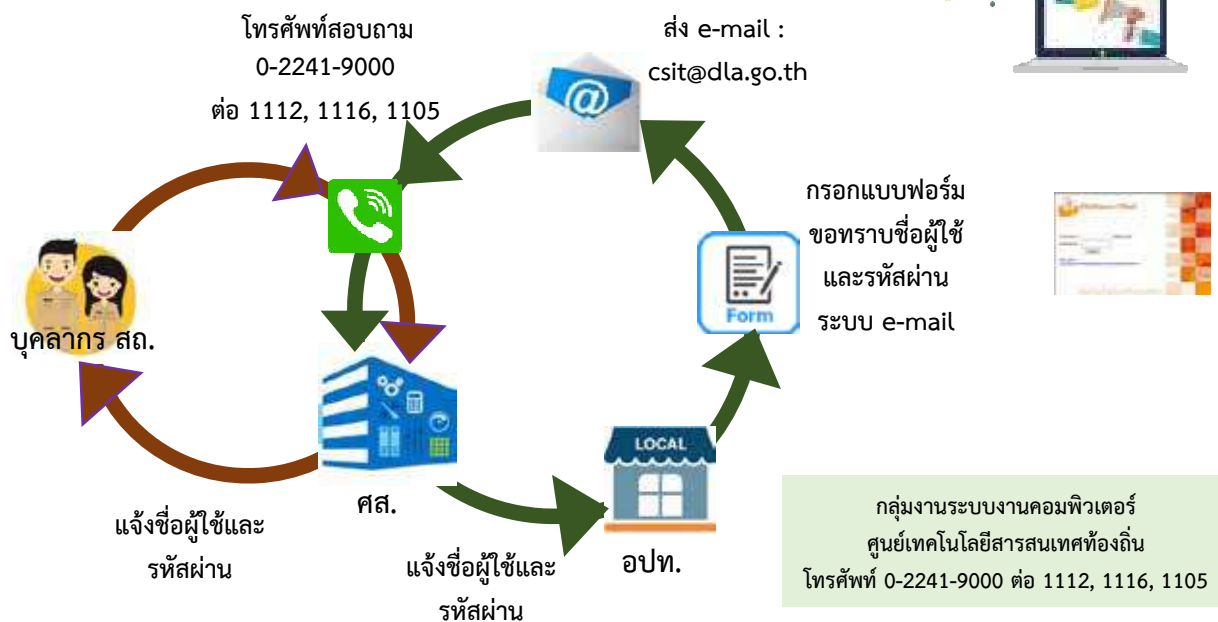 โทรศัพท์สอบถาม
0-2241-9000
ต่อ 1112, 1116, 1105
ส่ง e-mail :
csit@dla.go.th
กรอกแบบฟอร์ม
ขอทราบชื่อผู้ใช้
และรหัสผ่าน
ระบบ e-mail
Form
บุคลากร สถ.
LOCAL
ศส.
อปท.
แจ้งชื่อผู้ใช้และ
รหัสผ่าน
แจ้งชื่อผู้ใช้และ
รหัสผ่าน
กลุ่มงานระบบงานคอมพิวเตอร์
ศูนย์เทคโนโลยีสารสนเทศท้องถิ่น
โทรศัพท์ 0-2241-9000 ต่อ 1112, 1116, 1105